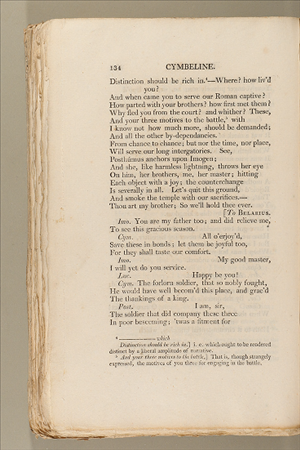 134 CYMBELINE.
Distinction should be rich in.⁴—Where? how liv'd
you?
And when came you to serve our Roman captive?
How parted with your brothers? how first met them?
Why fled you from the court? and whither? These,
And your three motives to the battle,⁵ with
I know not how much more, should be demanded;
And all the other by-dependancies,
From chance to chance; but nor the time, nor place,
Will serve our long intergatories. See,
Posthúmus anchors upon Imogen;
And she, like harmless lightning, throws her eye
On him, her brothers, me, her master; hitting
Each object with a joy; the counterchange
Is severally in all. Let's quit this ground,
And smoke the temple with our sacrifices.—
Thou art my brother; So we'll hold thee ever.
[To BELARIUS.
Imo. You are my father too; and did relieve me,
To see this gracious season.
Cym. All o'erjoy'd,
Save these in bonds; let them be joyful too,
For they shall taste our comfort.
Imo. My good master,
I will yet do you service.
Luc. Happy be you!
Cym. The forlorn soldier, that so nobly fought,
He would have well becom'd this place, and grac'd
The thankings of a king.
Post. I am, sir,
The soldier that did company these three
In poor beseeming; 'twas a fitment for
⁴ —— which
Distinction should be rich in.] i. e. which ought to be rendered
distinct by a liberal amplitude of narrative.
⁵ And your three motives to the battle,] That is, though strangely
expressed, the motives of you three for engaging in the battle.